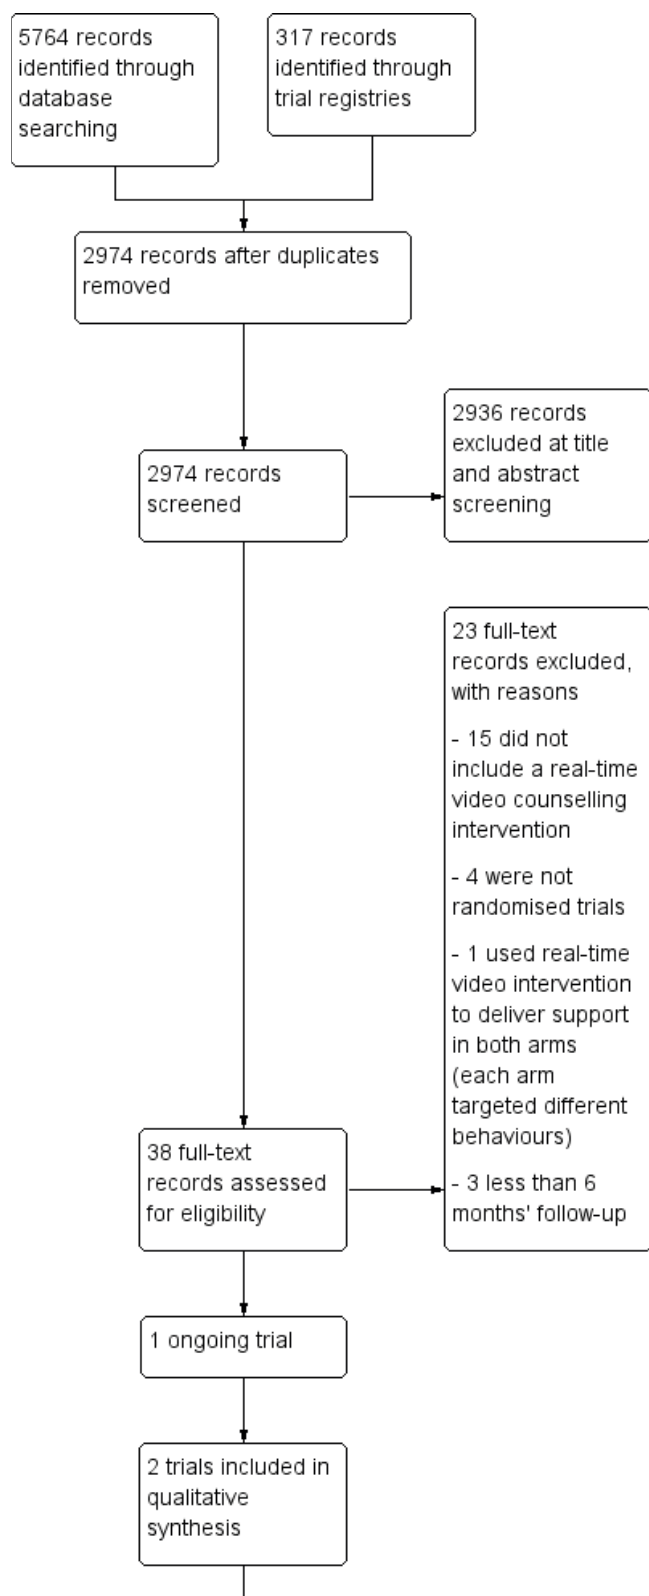 5764 records
identified through
database
searching
317 records
identified through
trial registries
2974 records after duplicates
removed
2974 records
screened
2936 records
excluded at title
and abstract
screening
23 full-text
records excluded,
with reasons
- 15 did not
include a real-time
video counselling
intervention
- 4 were not
randomised trials
- 1 used real-time
video intervention
to deliver support
in both arms
(each arm
targeted different
behaviours)
- 3 less than 6
months' follow-up
38 full-text
records assessed
for eligibility
1 ongoing trial
2 trials included in
qualitative
synthesis